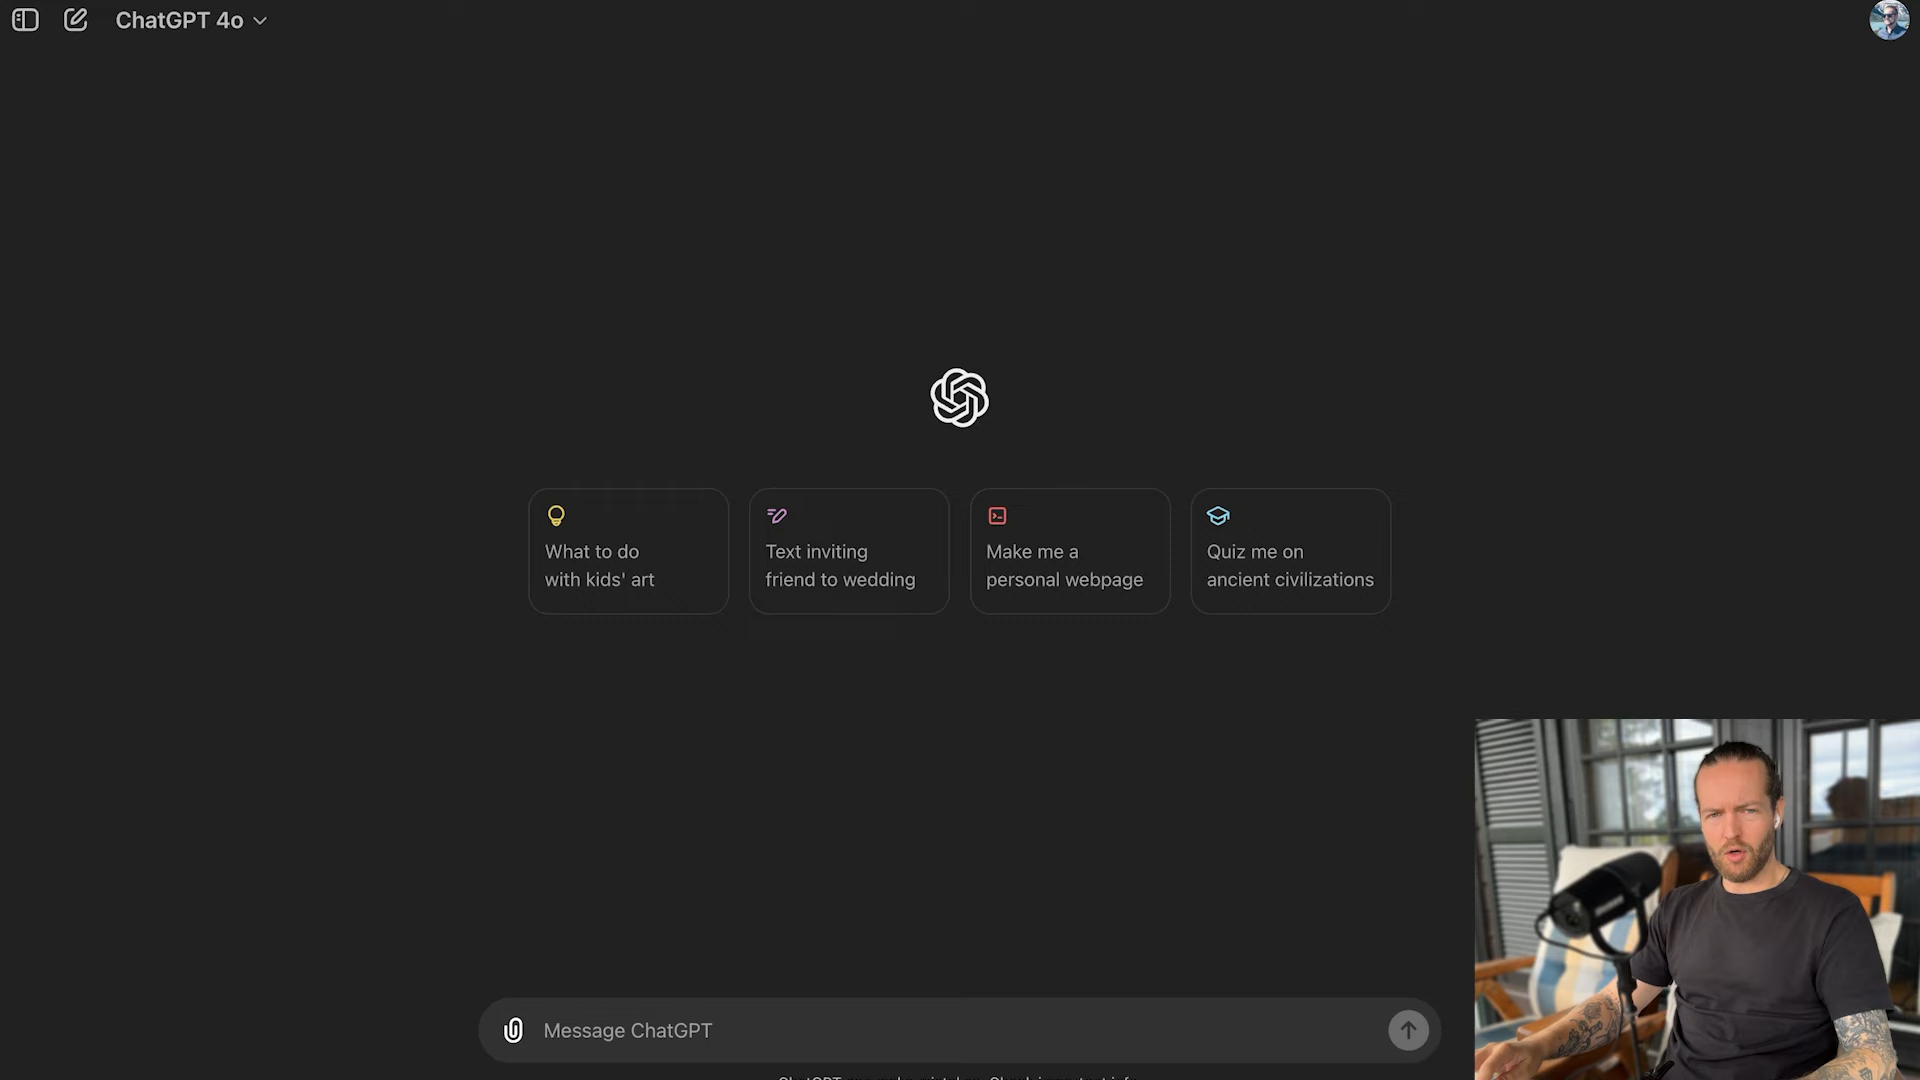 ChatGPT 4o
What to do
with kids' art
Text inviting
friend to wedding
Make me a
personal webpage
Quiz me on
ancient civilizations
Message ChatGPT